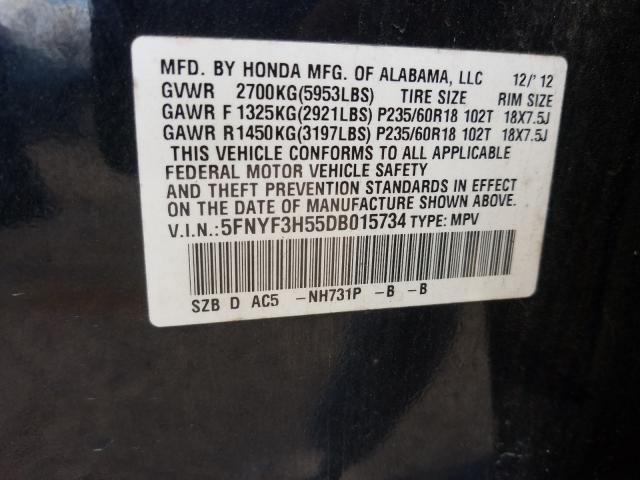 MFD. BY HONDA MFG. OF ALABAMA, LLC 12/'12
GVWR 2700KG(5953LBS) TIRE SIZE RIM SIZE
GAWR F 1325KG(2921LBS) P235/60R18 102T 18X7.5J
GAWR R 1450KG(3197LBS) P235/60R18 102T 18X7.5J
THIS VEHICLE CONFORMS TO ALL APPLICABLE
FEDERAL MOTOR VEHICLE SAFETY
AND THEFT PREVENTION STANDARDS IN EFFECT
ON THE DATE OF MANUFACTURE SHOWN ABOVE.
V.I.N.:5FNYF3H55DB015734 TYPE: MPV
SZB D AC5 -NH731P -B -B